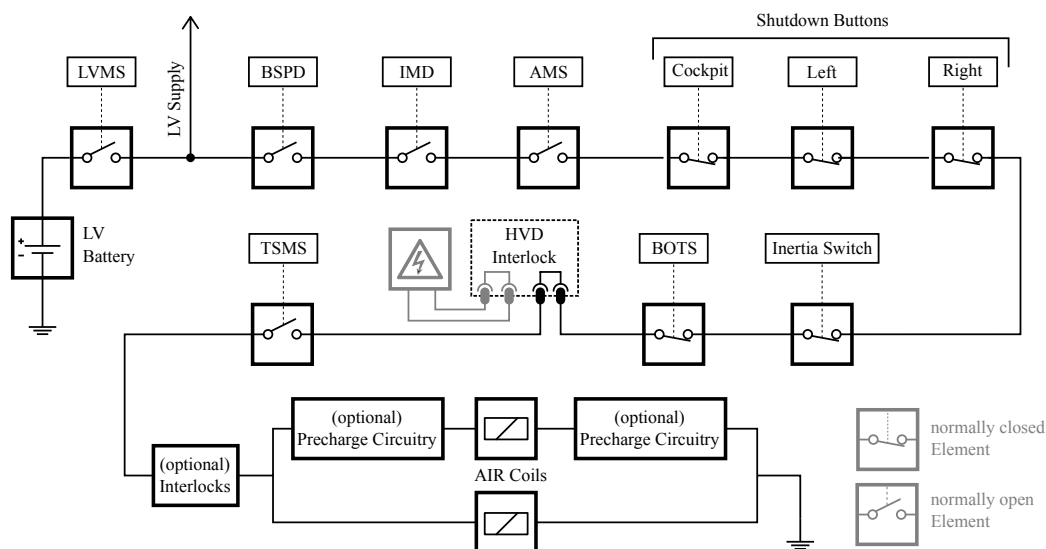 Shutdown Buttons
LVMS
LV Supply
BSPD
IMD
AMS
Cockpit
Left
Right
+
-
LV
Battery
TSMS
HVD
Interlock
BOTS
Inertia Switch
(optional)
Precharge Circuitry
(optional)
Precharge Circuitry
(optional)
Interlocks
AIR Coils
normally closed
Element
normally open
Element